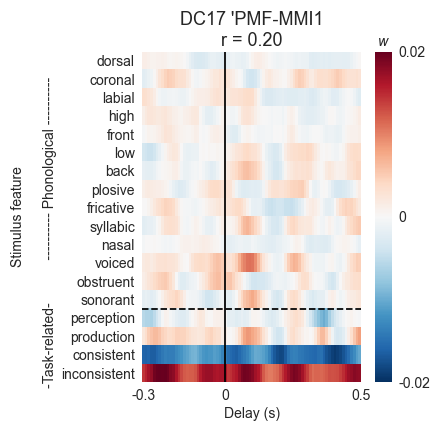 DC17 'PMF-MMI1
r = 0.20
w
dorsal
coronal
labial
high
front
low
back
plosive
fricative
syllabic
nasal
voiced
obstruent
sonorant
perception
production
consistent
inconsistent
Stimulus feature
-Task-related- ---------- Phonological ----------
-0.3 0 0.5
Delay (s)
0.02
0
-0.02